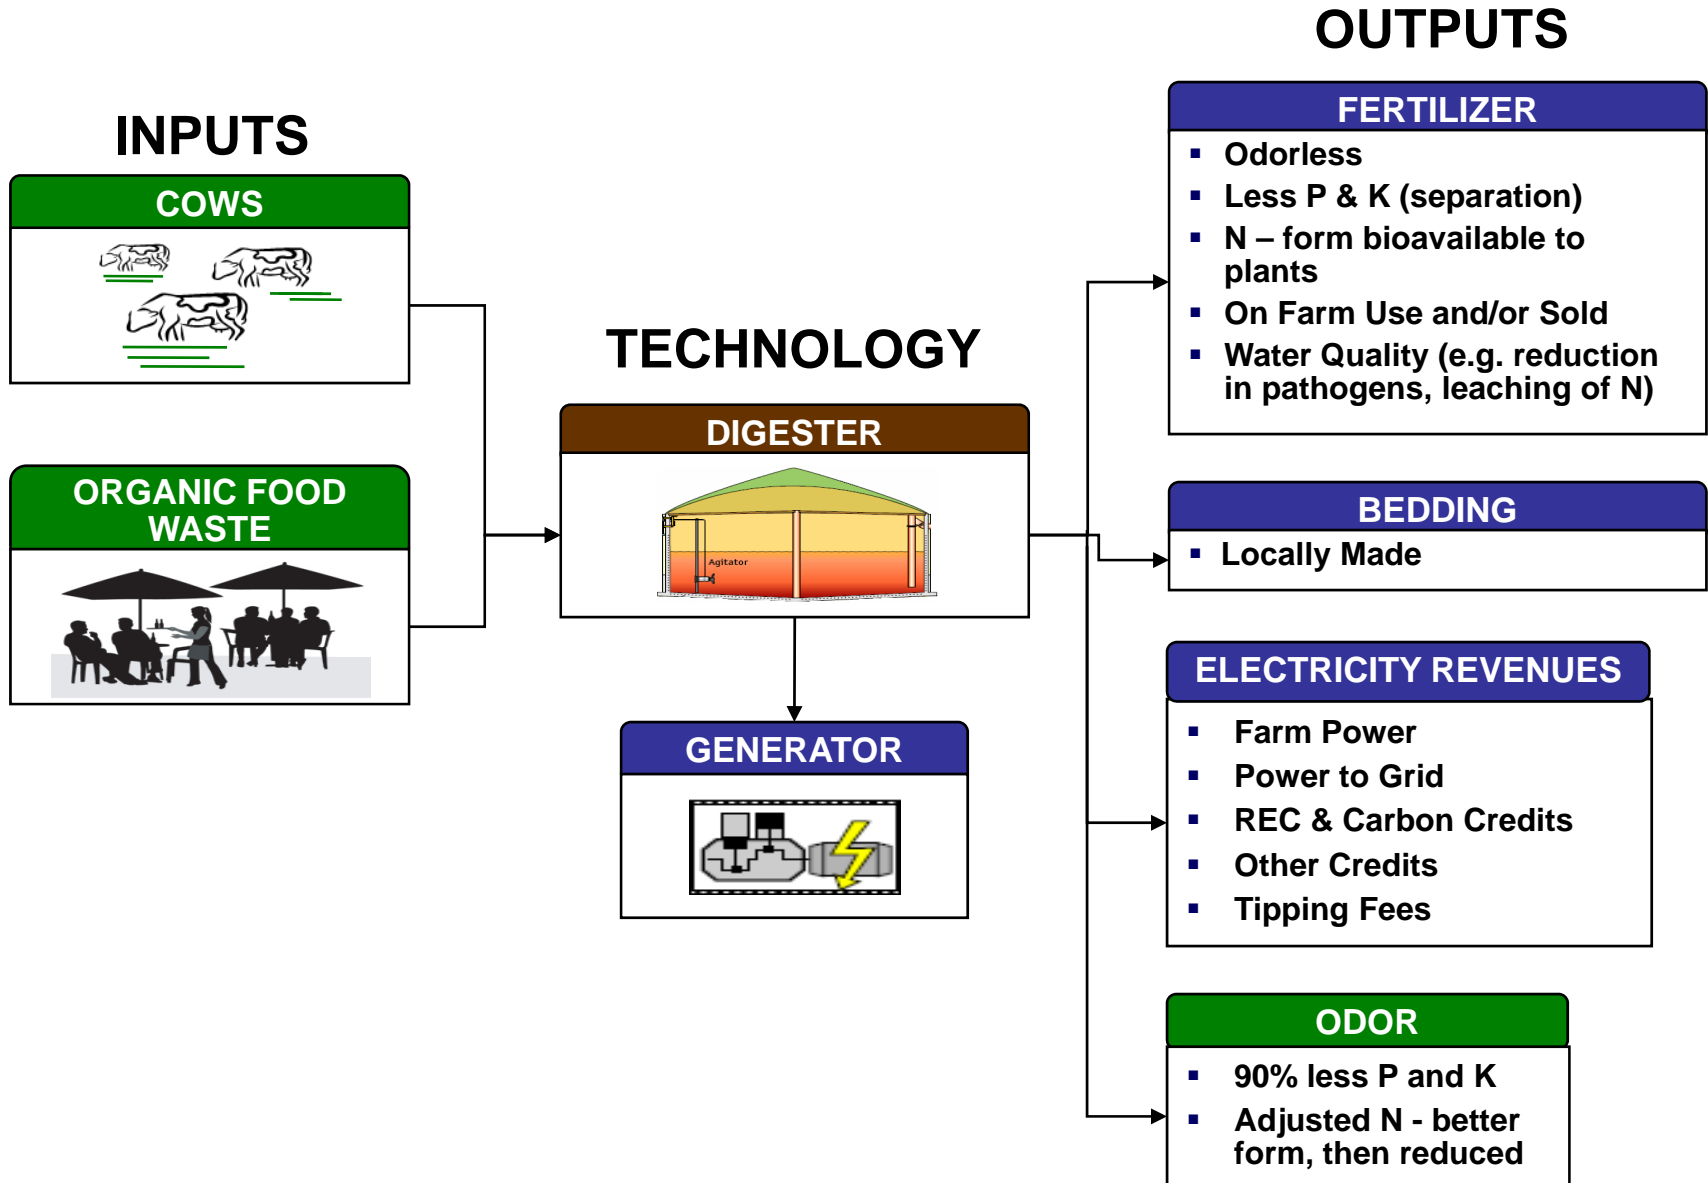 INPUTS
COWS
ORGANIC FOOD
WASTE
TECHNOLOGY
DIGESTER
Agitator
GENERATOR
OUTPUTS
FERTILIZER
▪ Odorless
▪ Less P & K (separation)
▪ N – form bioavailable to
plants
▪ On Farm Use and/or Sold
▪ Water Quality (e.g. reduction
in pathogens, leaching of N)
BEDDING
▪ Locally Made
ELECTRICITY REVENUES
▪ Farm Power
▪ Power to Grid
▪ REC & Carbon Credits
▪ Other Credits
▪ Tipping Fees
ODOR
▪ 90% less P and K
▪ Adjusted N - better
form, then reduced